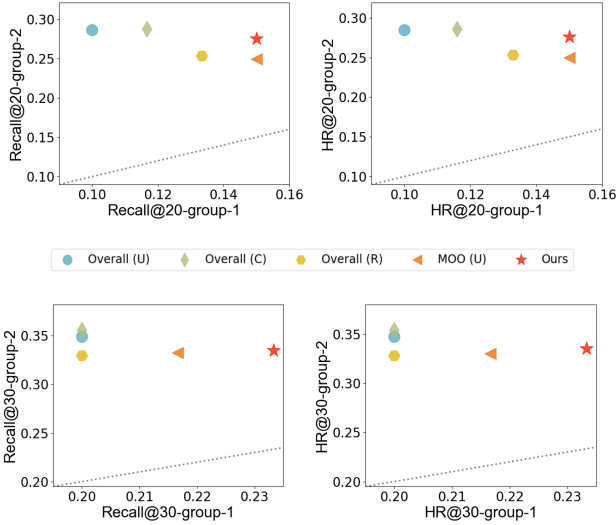 0.30
0.25
0.20
0.15
0.10
Recall@20-group-2
0.10 0.12 0.14 0.16
Recall@20-group-1
0.30
0.25
0.20
0.15
0.10
HR@20-group-2
0.10 0.12 0.14 0.16
HR@20-group-1
Overall (U) Overall (C) Overall (R) MOO (U) Ours
0.35
0.30
0.25
0.20
Recall@30-group-2
0.20 0.21 0.22 0.23
Recall@30-group-1
0.35
0.30
0.25
0.20
HR@30-group-2
0.20 0.21 0.22 0.23
HR@30-group-1